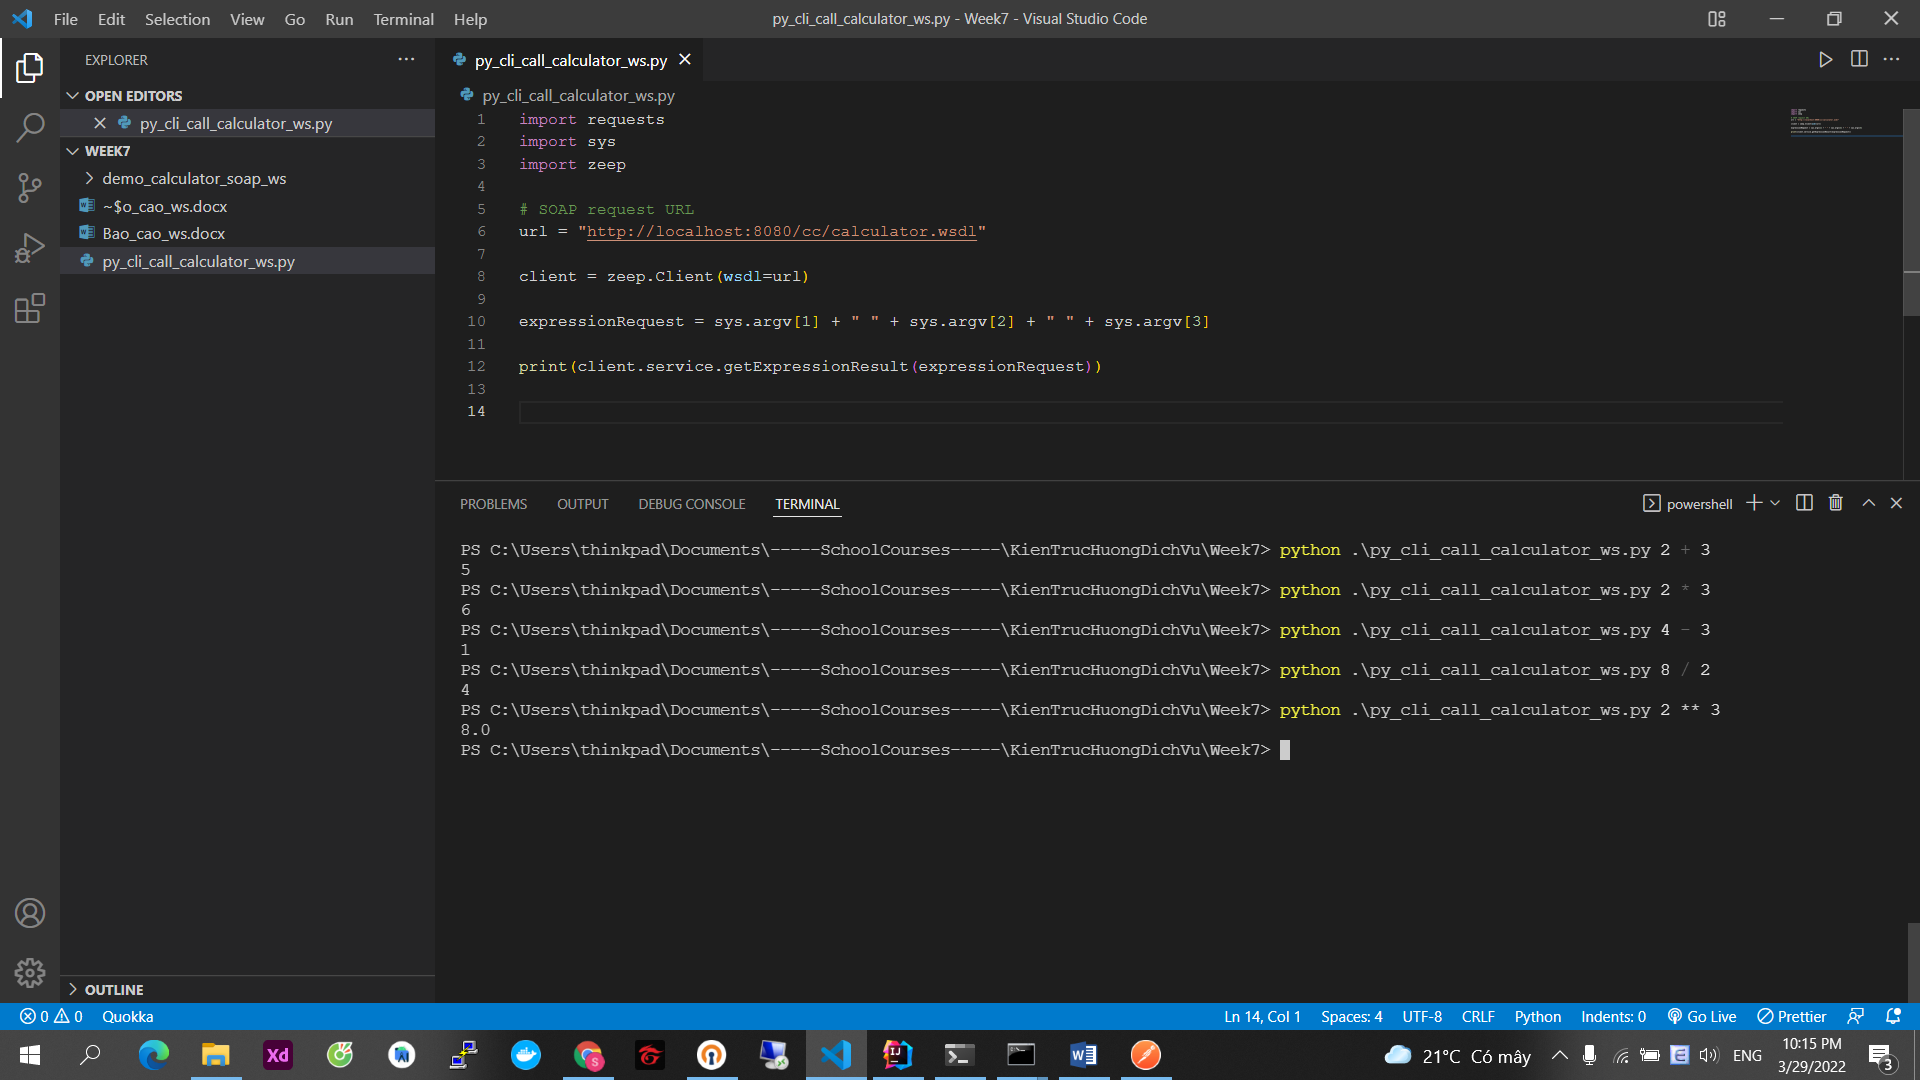 File Edit Selection View Go Run Terminal Help
py_cli_call_calculator_ws.py - Week7 - Visual Studio Code
EXPLORER
OPEN EDITORS
py_cli_call_calculator_ws.py
WEEK7
demo_calculator_soap_ws
~$o_cao_ws.docx
Bao_cao_ws.docx
py_cli_call_calculator_ws.py
OUTLINE
py_cli_call_calculator_ws.py
py_cli_call_calculator_ws.py
1 import requests
2 import sys
3 import zeep
4
5 # SOAP request URL
6 url = "http://localhost:8080/cc/calculator.wsdl"
7
8 client = zeep.Client(wsdl=url)
9
10 expressionRequest = sys.argv[1] + " " + sys.argv[2] + " " + sys.argv[3]
11
12 print(client.service.getExpressionResult(expressionRequest))
13
14
PROBLEMS OUTPUT DEBUG CONSOLE TERMINAL
powershell
PS C:\Users\thinkpad\Documents\-----SchoolCourses-----\KienTrucHuongDichVu\Week7> python .\py_cli_call_calculator_ws.py 2 + 3
5
PS C:\Users\thinkpad\Documents\-----SchoolCourses-----\KienTrucHuongDichVu\Week7> python .\py_cli_call_calculator_ws.py 2 * 3
6
PS C:\Users\thinkpad\Documents\-----SchoolCourses-----\KienTrucHuongDichVu\Week7> python .\py_cli_call_calculator_ws.py 4 - 3
1
PS C:\Users\thinkpad\Documents\-----SchoolCourses-----\KienTrucHuongDichVu\Week7> python .\py_cli_call_calculator_ws.py 8 / 2
4
PS C:\Users\thinkpad\Documents\-----SchoolCourses-----\KienTrucHuongDichVu\Week7> python .\py_cli_call_calculator_ws.py 2 ** 3
8.0
PS C:\Users\thinkpad\Documents\-----SchoolCourses-----\KienTrucHuongDichVu\Week7>
0 0 Quokka
Ln 14, Col 1 Spaces: 4 UTF-8 CRLF Python Indents: 0 Go Live Prettier
Xd
21°C Có mây
ENG
10:15 PM
3/29/2022
3